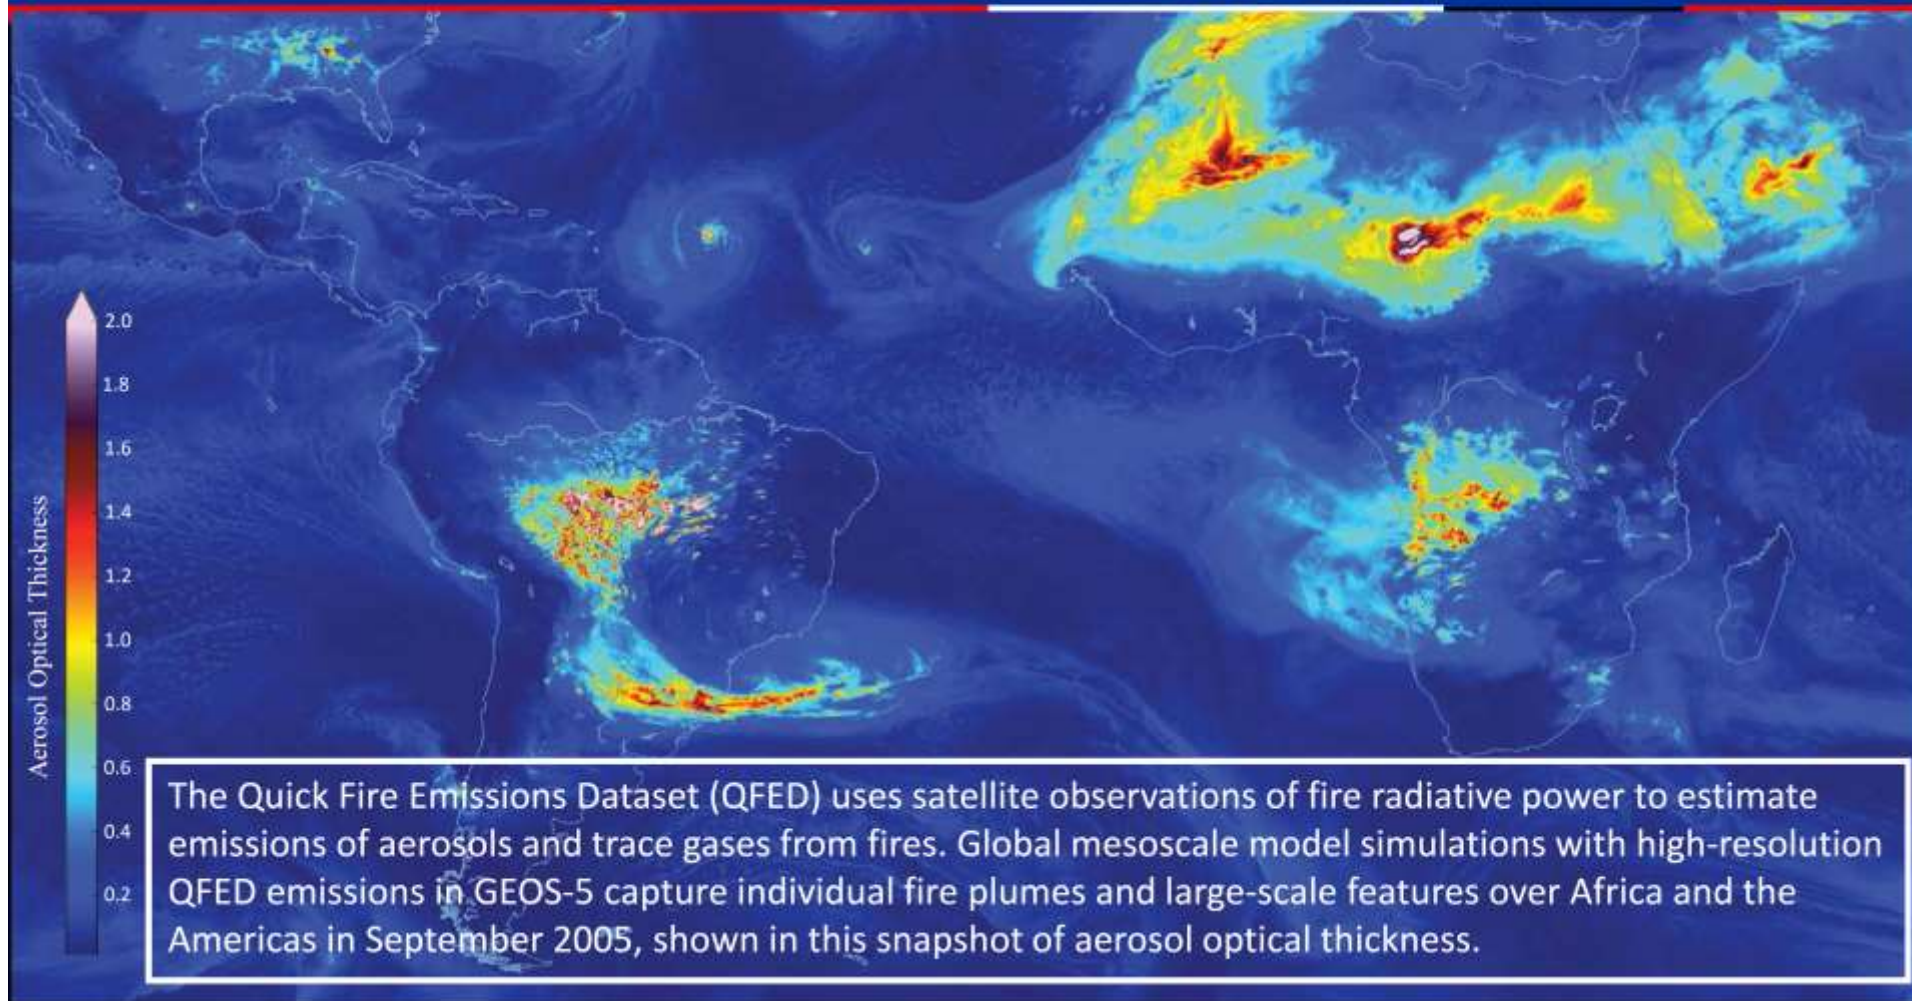 2.0
1.8
1.6
1.4
1.2
1.0
0.8
0.6
0.4
0.2
Aerosol Optical Thickness
The Quick Fire Emissions Dataset (QFED) uses satellite observations of fire radiative power to estimate
emissions of aerosols and trace gases from fires. Global mesoscale model simulations with high-resolution
QFED emissions in GEOS-5 capture individual fire plumes and large-scale features over Africa and the
Americas in September 2005, shown in this snapshot of aerosol optical thickness.